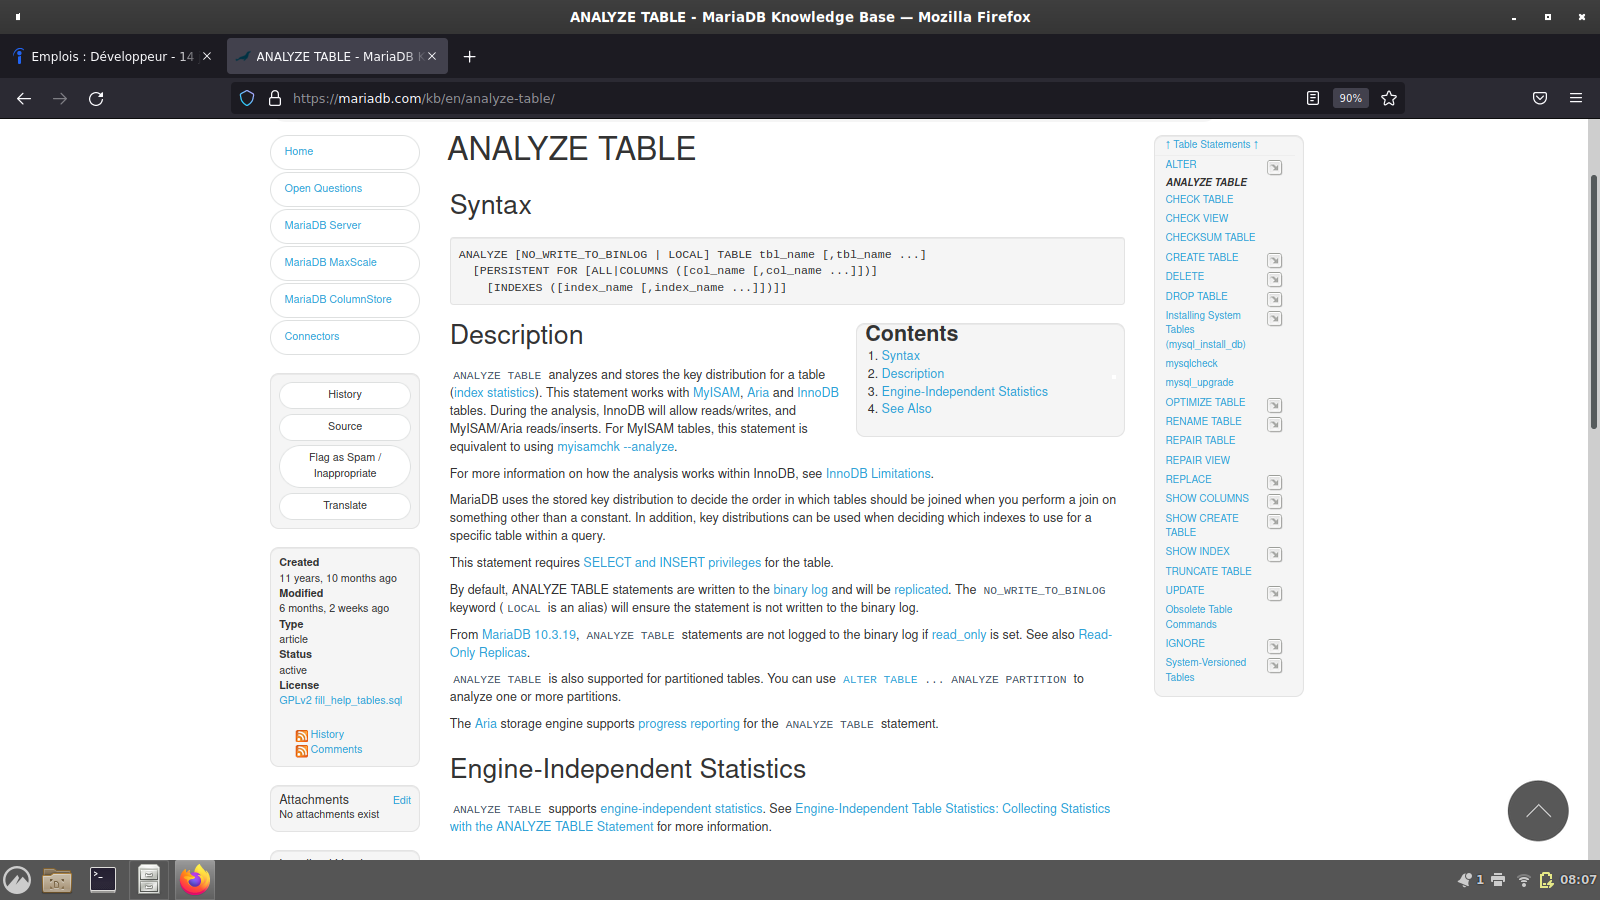 ANALYZE TABLE - MariaDB Knowledge Base — Mozilla Firefox
Emplois : Développeur - 14
ANALYZE TABLE - MariaDB K
https://mariadb.com/kb/en/analyze-table/
90%
Home
Open Questions
MariaDB Server
MariaDB MaxScale
MariaDB ColumnStore
Connectors
History
Source
Flag as Spam /
Inappropriate
Translate
Created
11 years, 10 months ago
Modified
6 months, 2 weeks ago
Type
article
Status
active
License
GPLv2 fill_help_tables.sql
History
Comments
Attachments Edit
No attachments exist
ANALYZE TABLE
Syntax
ANALYZE [NO_WRITE_TO_BINLOG | LOCAL] TABLE tbl_name [,tbl_name ...]
[PERSISTENT FOR [ALL|COLUMNS ([col_name [,col_name ...]])]
[INDEXES ([index_name [,index_name ...]])]]
Description
ANALYZE TABLE analyzes and stores the key distribution for a table
(index statistics). This statement works with MyISAM, Aria and InnoDB
tables. During the analysis, InnoDB will allow reads/writes, and
MyISAM/Aria reads/inserts. For MyISAM tables, this statement is
equivalent to using myisamchk --analyze.
Contents
1. Syntax
2. Description
3. Engine-Independent Statistics
4. See Also
For more information on how the analysis works within InnoDB, see InnoDB Limitations.
MariaDB uses the stored key distribution to decide the order in which tables should be joined when you perform a join on
something other than a constant. In addition, key distributions can be used when deciding which indexes to use for a
specific table within a query.
This statement requires SELECT and INSERT privileges for the table.
By default, ANALYZE TABLE statements are written to the binary log and will be replicated. The NO_WRITE_TO_BINLOG
keyword ( LOCAL is an alias) will ensure the statement is not written to the binary log.
From MariaDB 10.3.19, ANALYZE TABLE statements are not logged to the binary log if read_only is set. See also Read-
Only Replicas.
ANALYZE TABLE is also supported for partitioned tables. You can use ALTER TABLE ... ANALYZE PARTITION to
analyze one or more partitions.
The Aria storage engine supports progress reporting for the ANALYZE TABLE statement.
Engine-Independent Statistics
ANALYZE TABLE supports engine-independent statistics. See Engine-Independent Table Statistics: Collecting Statistics
with the ANALYZE TABLE Statement for more information.
↑ Table Statements ↑
ALTER
ANALYZE TABLE
CHECK TABLE
CHECK VIEW
CHECKSUM TABLE
CREATE TABLE
DELETE
DROP TABLE
Installing System
Tables
(mysql_install_db)
mysqlcheck
mysql_upgrade
OPTIMIZE TABLE
RENAME TABLE
REPAIR TABLE
REPAIR VIEW
REPLACE
SHOW COLUMNS
SHOW CREATE
TABLE
SHOW INDEX
TRUNCATE TABLE
UPDATE
Obsolete Table
Commands
IGNORE
System-Versioned
Tables
1
08:07